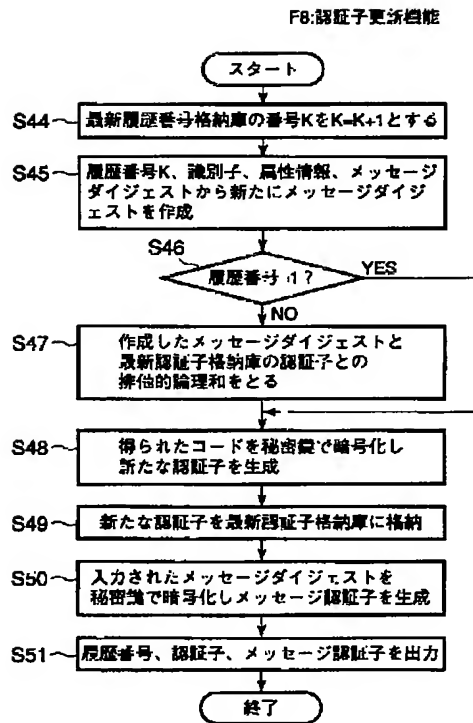 F8:認証子更新機能
スタート
S44
最新履歴番号格納庫の番号KをK=K+1とする
S45
履歴番号K、識別子、属性情報、メッセージ
ダイジェストから新たにメッセージダイジ
ェストを作成
S46
履歴番号=1?
YES
NO
S47
作成したメッセージダイジェストと
最新認証子格納庫の認証子との
排他的論理和をとる
S48
得られたコードを秘密鍵で暗号化し
新たな認証子を生成
S49
新たな認証子を最新認証子格納庫に格納
S50
入力されたメッセージダイジェストを
秘密鍵で暗号化しメッセージ認証子を生成
S51
履歴番号、認証子、メッセージ認証子を出力
終了